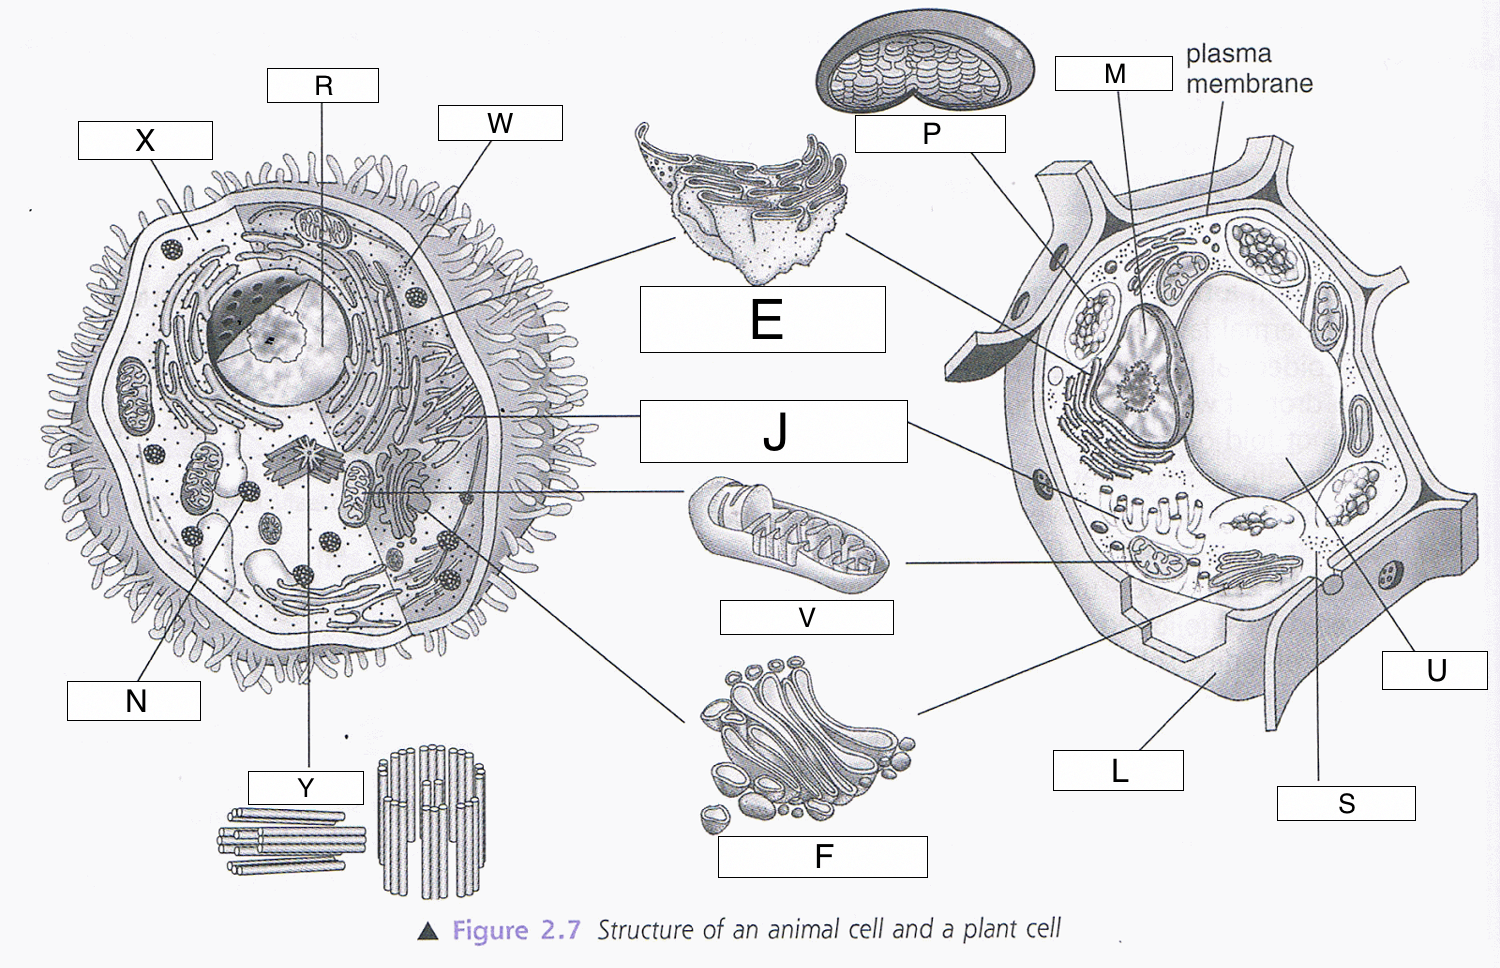 R
X
W
P
M
plasma
membrane
E
J
V
N
Y
F
U
L
S
▲ Figure 2.7 Structure of an animal cell and a plant cell